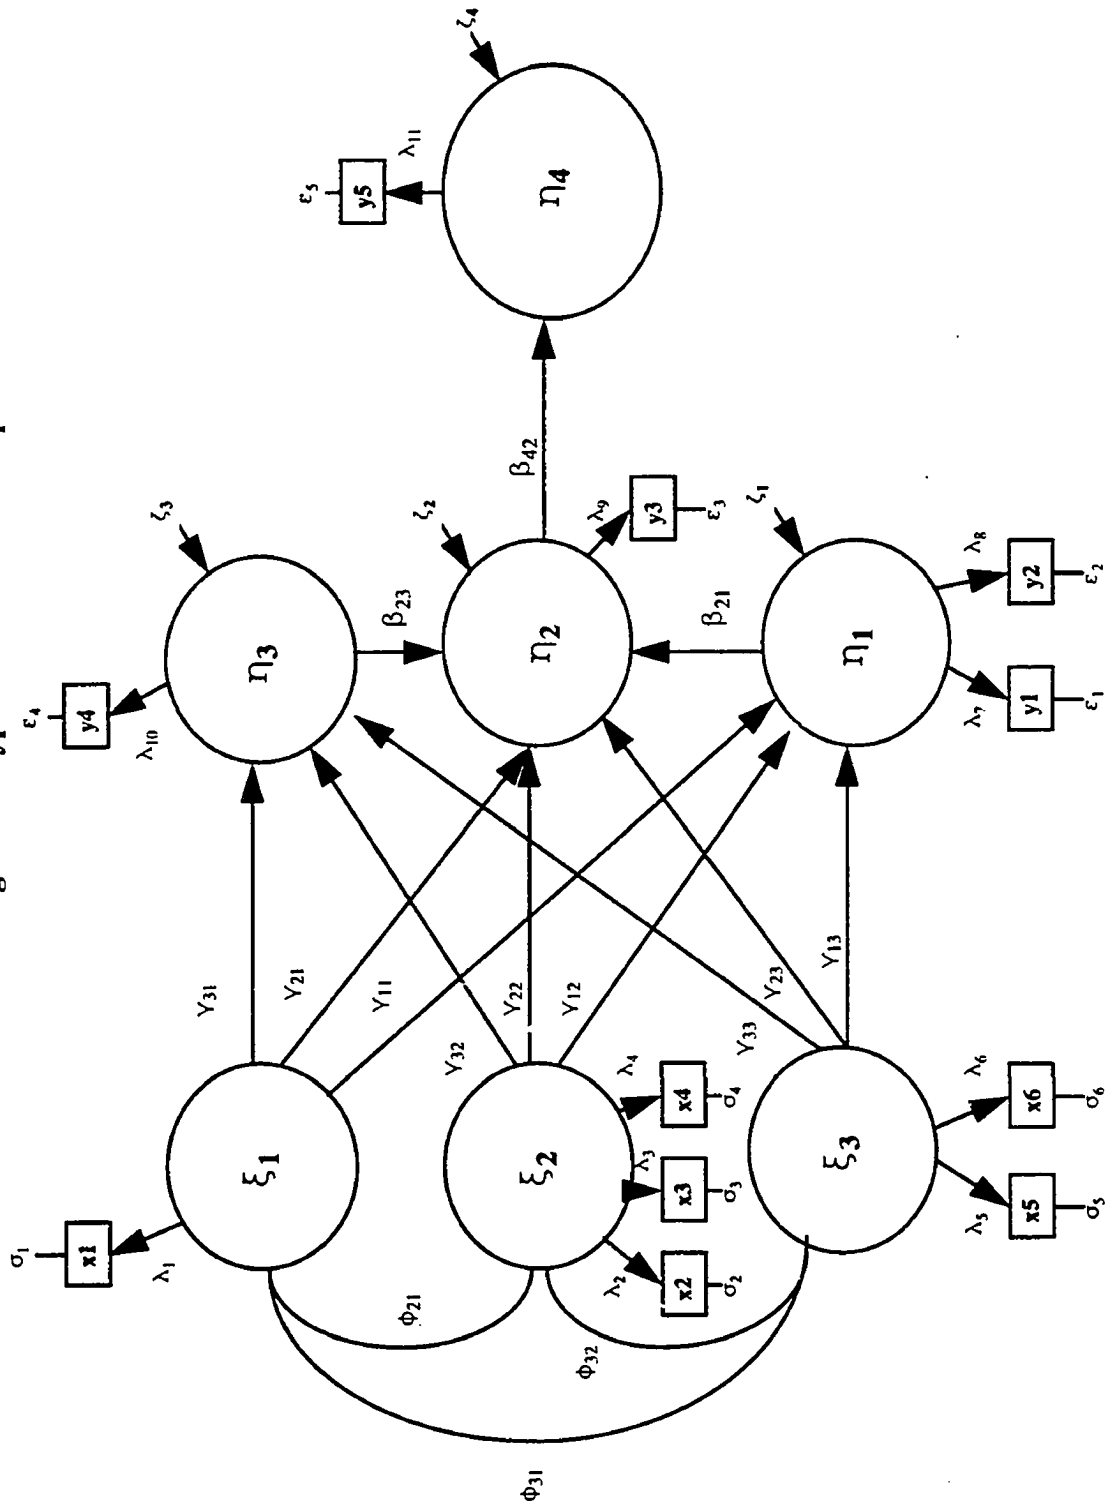 ϕ31
ϕ21
ϕ32
σ1
x1
λ1
ξ1
ξ2
λ2
λ3
λ4
x2
x3
x4
σ2
σ3
σ4
ξ3
λ5
λ6
x5
x6
σ5
σ6
γ31
γ21
γ11
γ32
γ22
γ12
γ33
γ23
γ13
ε4
y4
λ10
η3
ζ3
β23
η2
ζ2
λ9
y3
ε3
β21
η1
ζ1
λ7
λ8
y1
y2
ε1
ε2
β42
ε5
y5
λ11
η4
ζ4